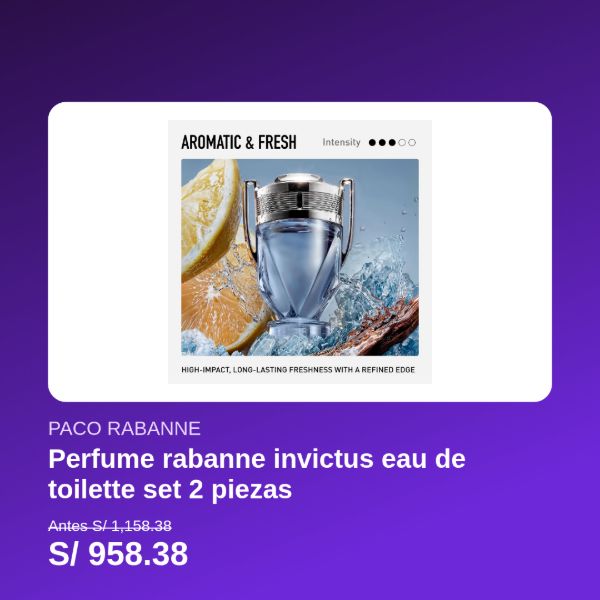 AROMATIC & FRESH
Intensity
HIGH-IMPACT, LONG-LASTING FRESHNESS WITH A REFINED EDGE
PACO RABANNE
Perfume rabanne invictus eau de
toilette set 2 piezas
Antes S/ 1,158.38
S/ 958.38